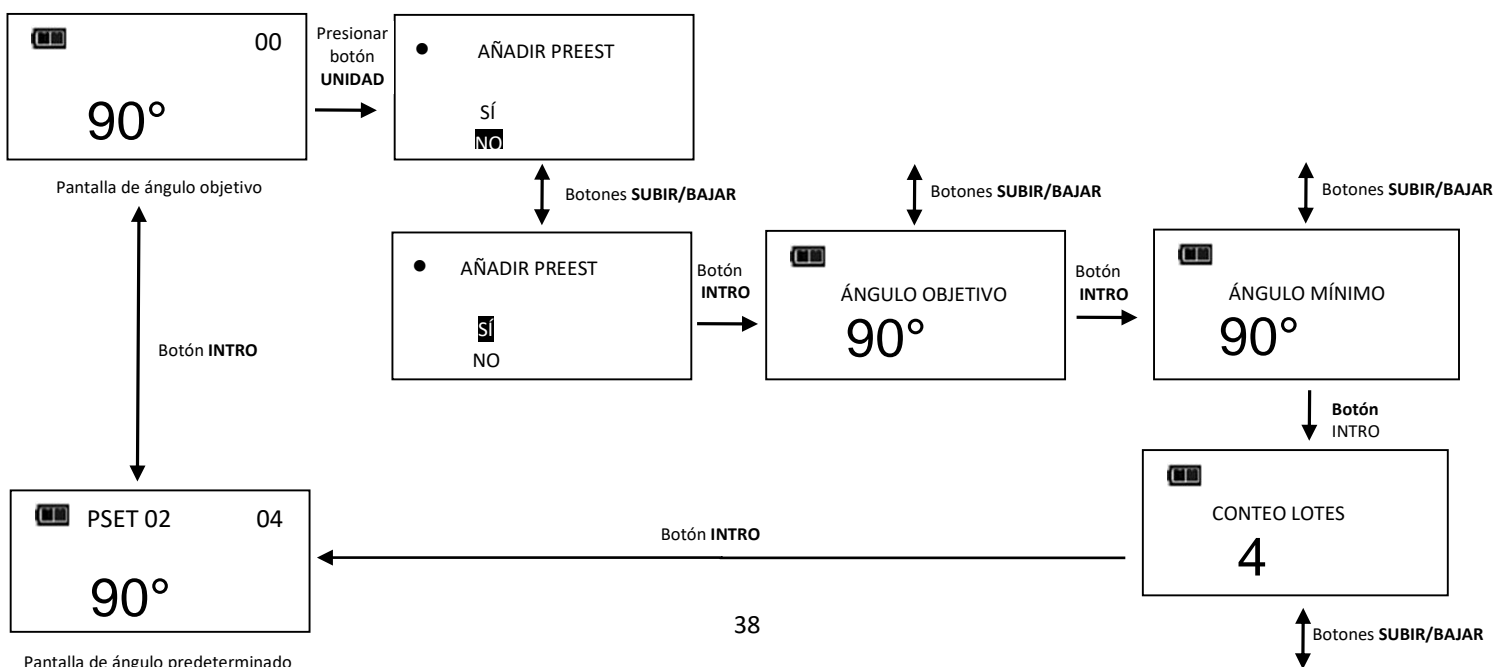 00
90°
Pantalla de ángulo objetivo
Presionar
botón
UNIDAD
● AÑADIR PREEST
SÍ
NO
Botones SUBIR/BAJAR
● AÑADIR PREEST
SÍ
NO
Botón
INTRO
Botones SUBIR/BAJAR
ÁNGULO OBJETIVO
90°
Botón
INTRO
Botones SUBIR/BAJAR
ÁNGULO MÍNIMO
90°
Botón
INTRO
CONTEO LOTES
4
Botones SUBIR/BAJAR
Botón INTRO
Botón INTRO
PSET 02 04
90°
Pantalla de ángulo predeterminado
38